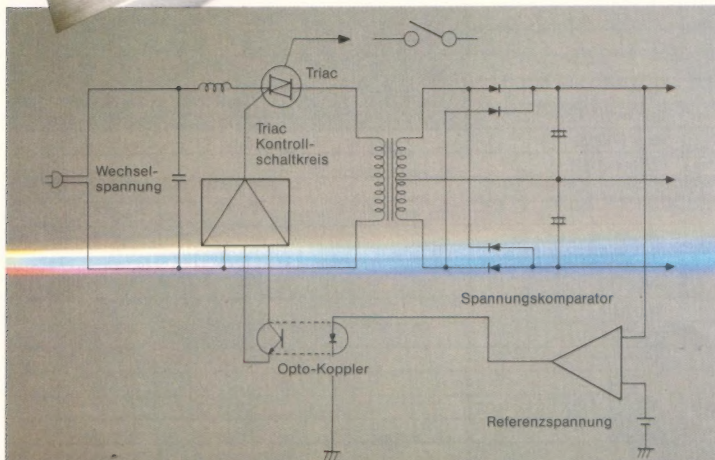 Triac
Triac
Kontroll-
schaltkreis
Wechsel-
spannung
Spannungskomparator
Opto-Koppler
Referenzspannung